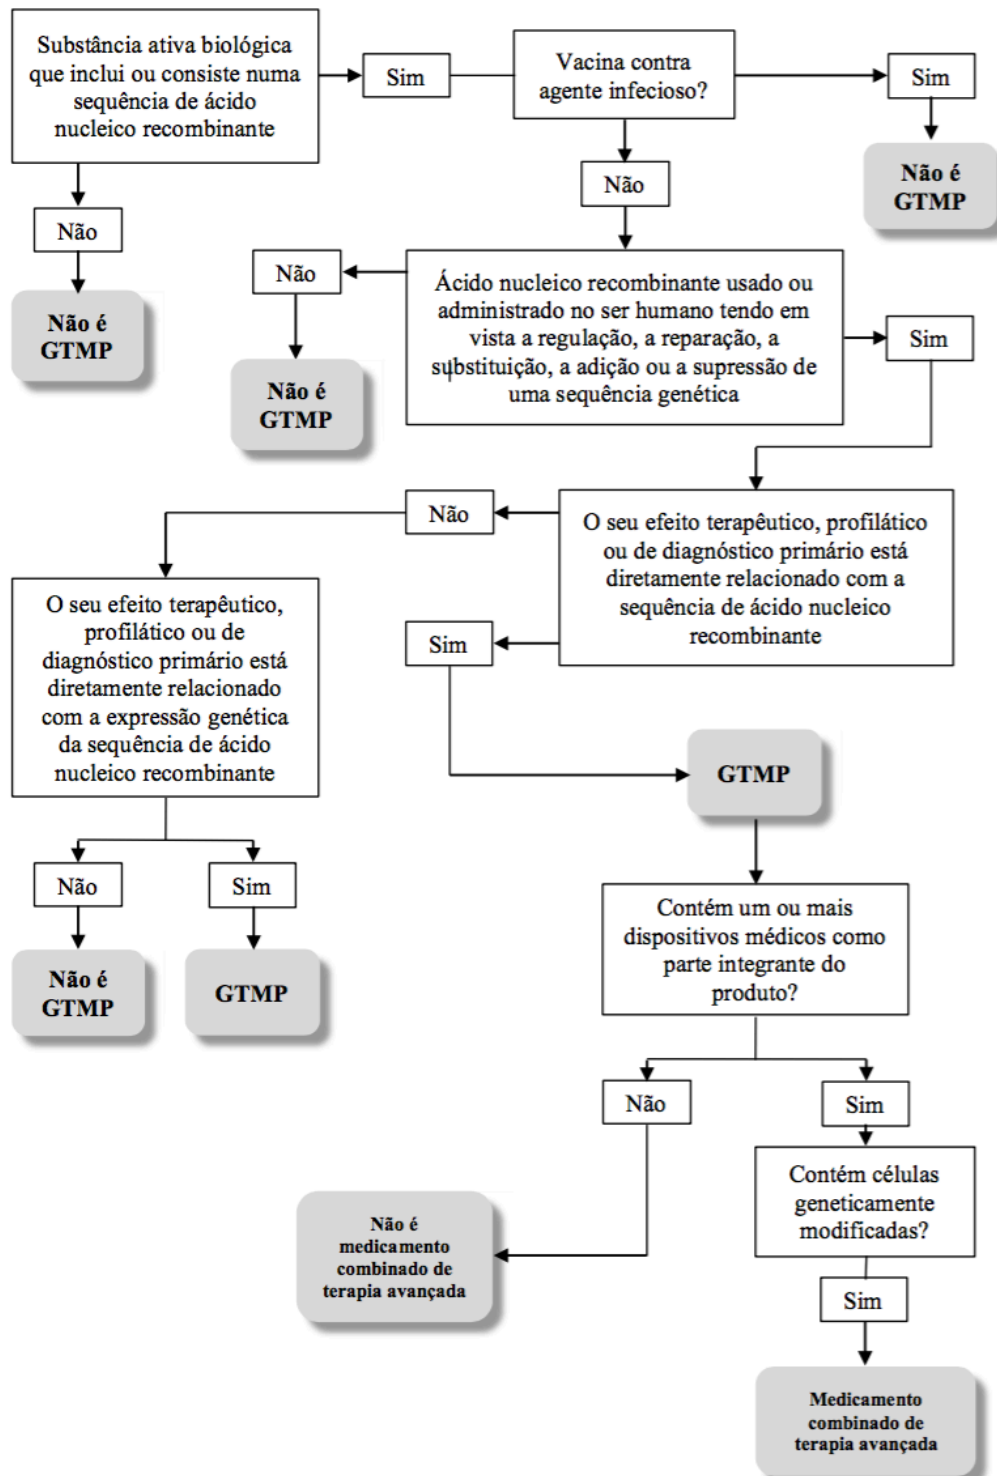 Substância ativa biológica
que inclui ou consiste numa
sequência de ácido
nucleico recombinante
Sim
Vacina contra
agente infecioso?
Sim
Não é
GTMP
Não
Não
Não é
GTMP
Não
Não é
GTMP
Ácido nucleico recombinante usado ou
administrado no ser humano tendo em
vista a regulação, a reparação, a
substituição, a adição ou a supressão de
uma sequência genética
Sim
Não
O seu efeito terapêutico, profilático
ou de diagnóstico primário está
diretamente relacionado com a
sequência de ácido nucleico
recombinante
Sim
O seu efeito terapêutico,
profilático ou de
diagnóstico primário está
diretamente relacionado
com a expressão genética
da sequência de ácido
nucleico recombinante
GTMP
Não
Sim
Não é
GTMP
GTMP
Contém um ou mais
dispositivos médicos como
parte integrante do
produto?
Não
Sim
Contém células
geneticamente
modificadas?
Não é
medicamento
combinado de
terapia avançada
Sim
Medicamento
combinado de
terapia avançada